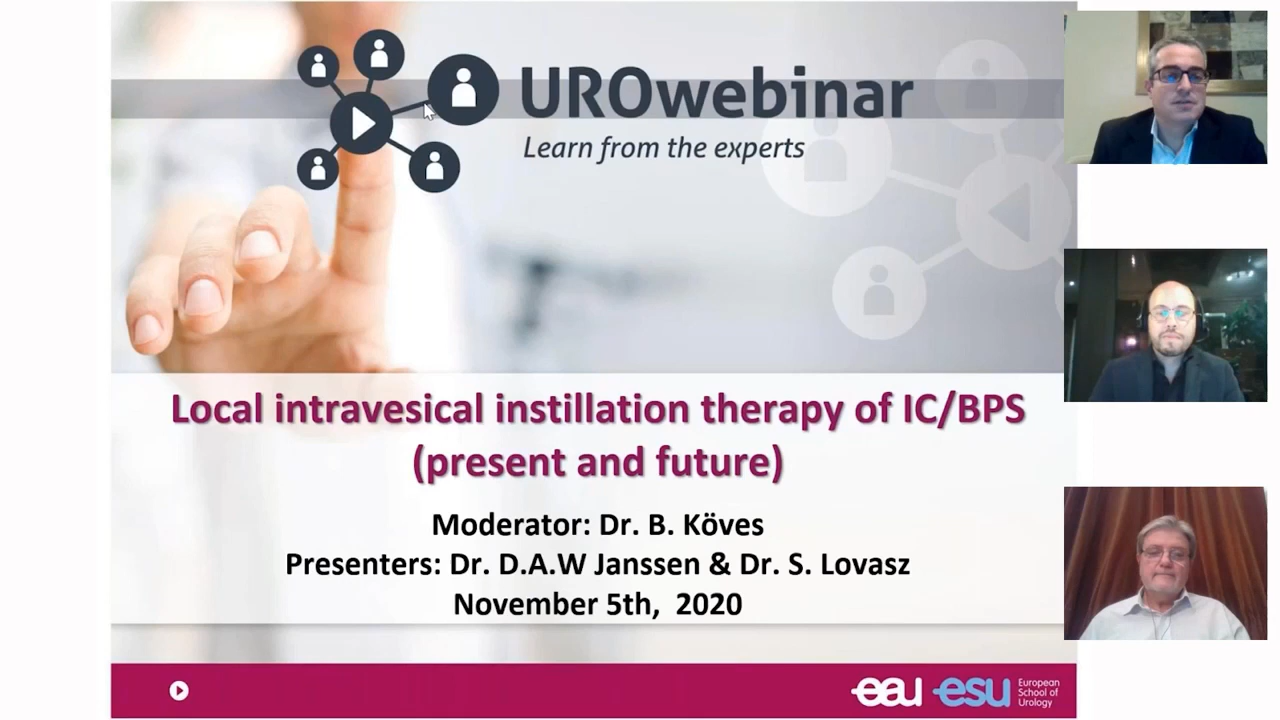 UROwebinar
Learn from the experts
Local intravesical instillation therapy of IC/BPS
(present and future)
Moderator: Dr. B. Köves
Presenters: Dr. D.A.W Janssen & Dr. S. Lovasz
November 5th, 2020
eau esu European
School of
Urology